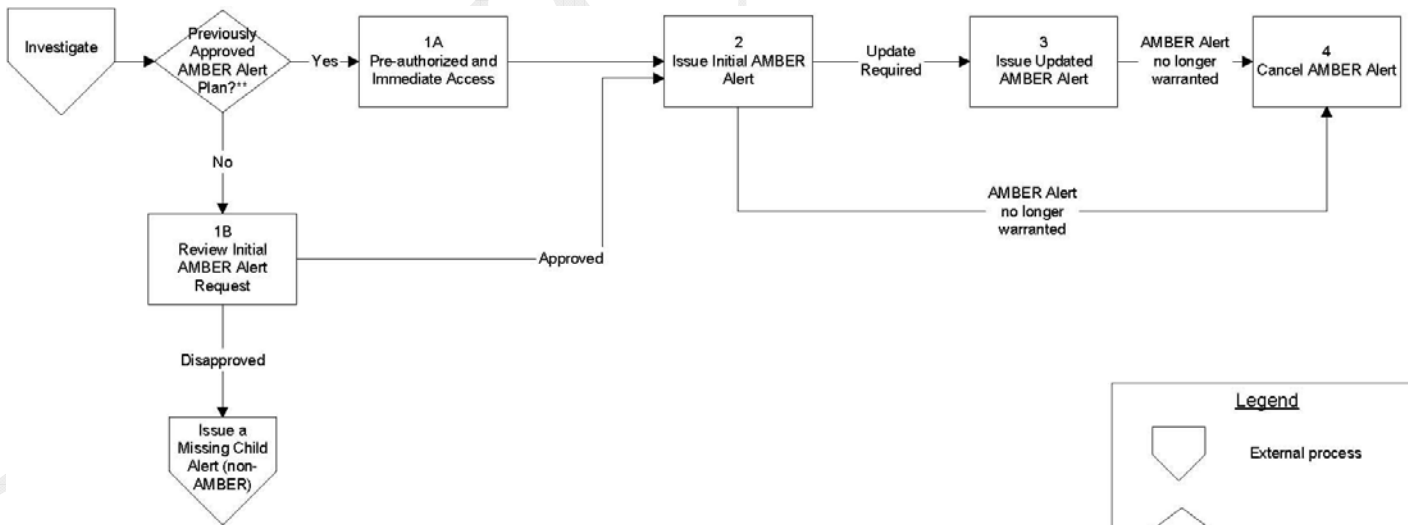 Investigate
Previously
Approved
AMBER Alert
Plan?**
Yes
1A
Pre-authorized and
Immediate Access
2
Issue Initial AMBER
Alert
Update
Required
3
Issue Updated
AMBER Alert
AMBER Alert
no longer
warranted
4
Cancel AMBER Alert
No
AMBER Alert
no longer
warranted
1B
Review Initial
AMBER Alert
Request
Approved
Disapproved
Issue a
Missing Child
Alert (non-
AMBER)
Legend
External process